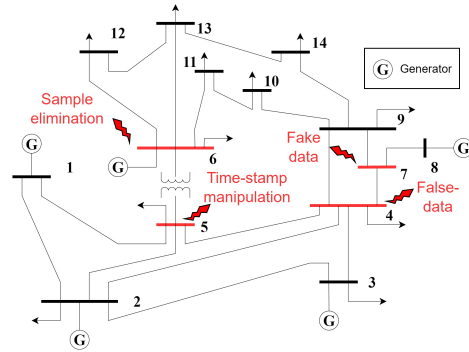 13
12
14
11
10
G Generator
Sample
elimination
9
Fake
data
6
G
G
1
7
8
G
Time-stamp
manipulation
False-
data
4
5
3
2
G
G